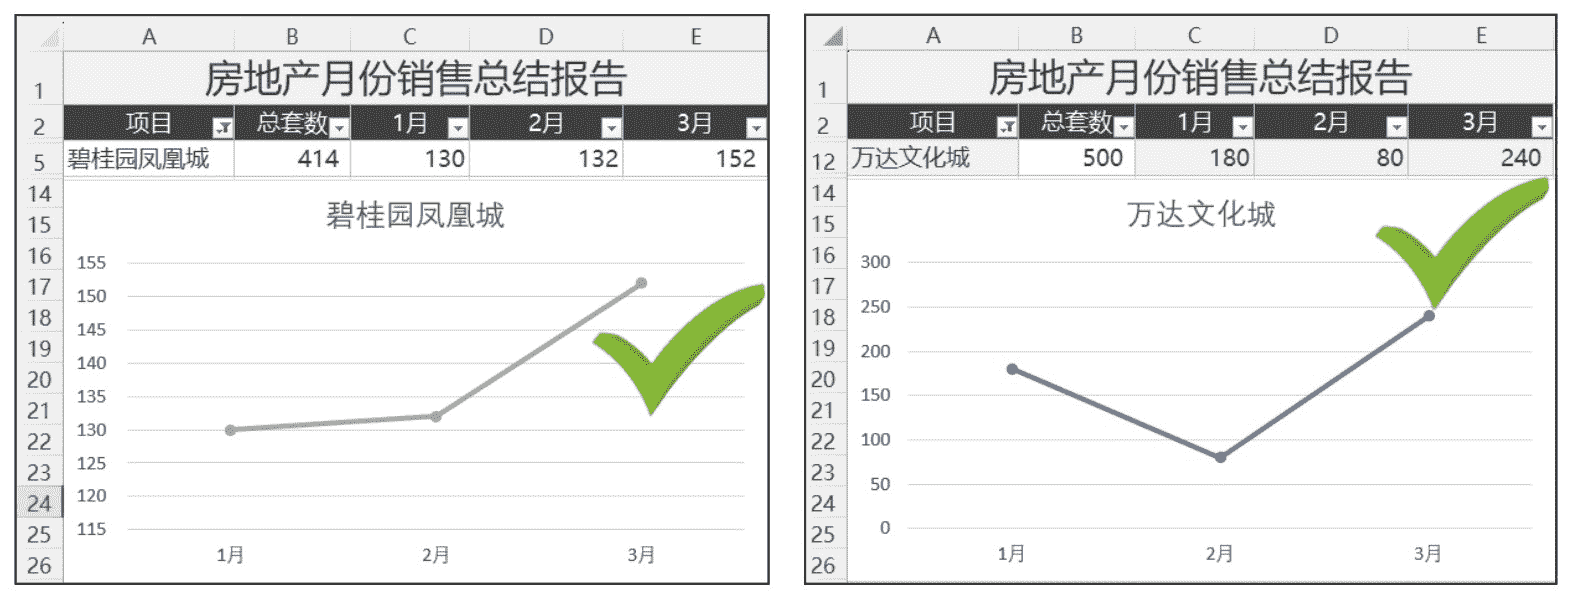 A B C D E
1 房地产月份销售总结报告
2 项目 总套数 1月 2月 3月
5 碧桂园凤凰城 414 130 132 152
14
15 碧桂园凤凰城
16 155
17 150
18 145
19 140
20 135
21 130
22 125
23 120
24 115
25
26 1月 2月 3月
A B C D E
1 房地产月份销售总结报告
2 项目 总套数 1月 2月 3月
12 万达文化城 500 180 80 240
14
15 万达文化城
16 300
17 250
18 200
19 150
20 100
21 50
22 0
23
24
25
26 1月 2月 3月